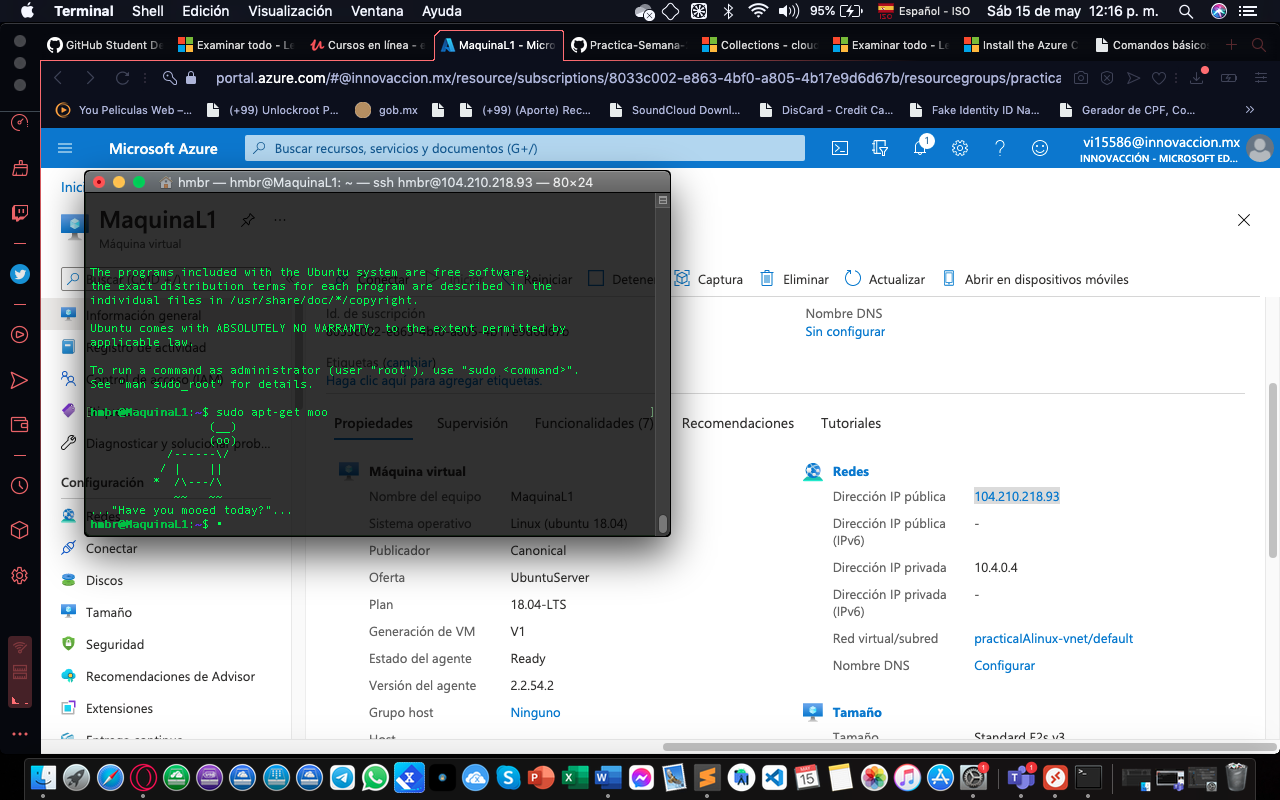 Terminal Shell Edición Visualización Ventana Ayuda 95% Español - ISO Sáb 15 de may 12:16 p. m.
GitHub Student De Examinar todo - Le Cursos en línea - e MaquinaL1 - Micro Practica-Semana- Collections - clou Examinar todo - Le Install the Azure C Comandos básico
portal.azure.com/#@innovaccion.mx/resource/subscriptions/8033c002-e863-4bf0-a805-4b17e9d6d67b/resourcegroups/practica
You Peliculas Web –... (+99) Unlockroot P... gob.mx (+99) (Aporte) Rec... SoundCloud Downl... DisCard - Credit Ca... Fake Identity ID Na... Gerador de CPF, Co... »
Microsoft Azure
Buscar recursos, servicios y documentos (G+/)
1
vi15586@innovaccion.mx
INNOVACCIÓN - MICROSOFT ED...
Inic
hmbr — hmbr@MaquinaL1: ~ — ssh hmbr@104.210.218.93 — 80×24
MaquinaL1
Máquina virtual
Reiniciar Detene Captura Eliminar Actualizar Abrir en dispositivos móviles
The programs included with the Ubuntu system are free software;
the exact distribution terms for each program are described in the
individual files in /usr/share/doc/*/copyright.
Ubuntu comes with ABSOLUTELY NO WARRANTY, to the extent permitted by
applicable law.
To run a command as administrator (user "root"), use "sudo <command>".
See "man sudo_root" for details.
hmbr@MaquinaL1:~$ sudo apt-get moo
(__)
(oo)
/------\/
/ | ||
* /\---/\
~~ ~~
..."Have you mooed today?"...
hmbr@MaquinaL1:~$
Información general
Registro de actividad
Diagnosticar y solucionar prob...
Configuración
Redes
Conectar
Discos
Tamaño
Seguridad
Recomendaciones de Advisor
Extensiones
Entrega continua
Id. de suscripción
Etiquetas (cambiar)
Haga clic aquí para agregar etiquetas.
Nombre DNS
Sin configurar
Propiedades Supervisión Funcionalidades (7) Recomendaciones Tutoriales
Máquina virtual
Nombre del equipo MaquinaL1
Sistema operativo Linux (ubuntu 18.04)
Publicador Canonical
Oferta UbuntuServer
Plan 18.04-LTS
Generación de VM V1
Estado del agente Ready
Versión del agente 2.2.54.2
Grupo host Ninguno
Host
Redes
Dirección IP pública 104.210.218.93
Dirección IP pública (IPv6) -
Dirección IP privada 10.4.0.4
Dirección IP privada (IPv6) -
Red virtual/subred practicaIAlinux-vnet/default
Nombre DNS Configurar
Tamaño
Tamaño Standard E2s v3